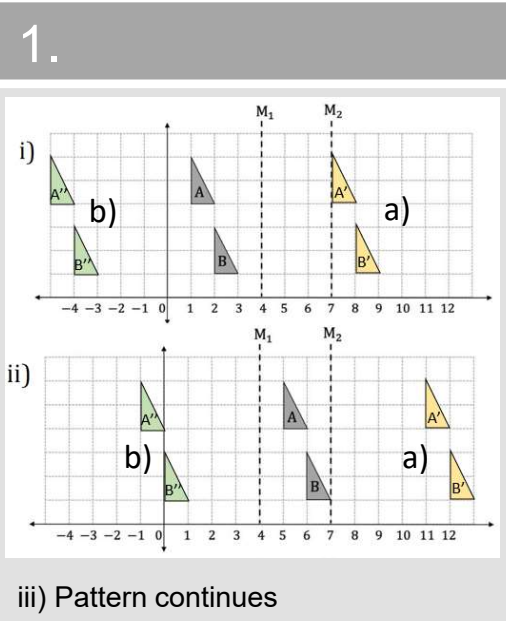 1.
M₁ M₂
i)
A′′ A A′
b) a)
B′′ B B′
−4 −3 −2 −1 0 1 2 3 4 5 6 7 8 9 10 11 12
M₁ M₂
ii)
A′′ A A′
b) a)
B′′ B B′
−4 −3 −2 −1 0 1 2 3 4 5 6 7 8 9 10 11 12
iii) Pattern continues